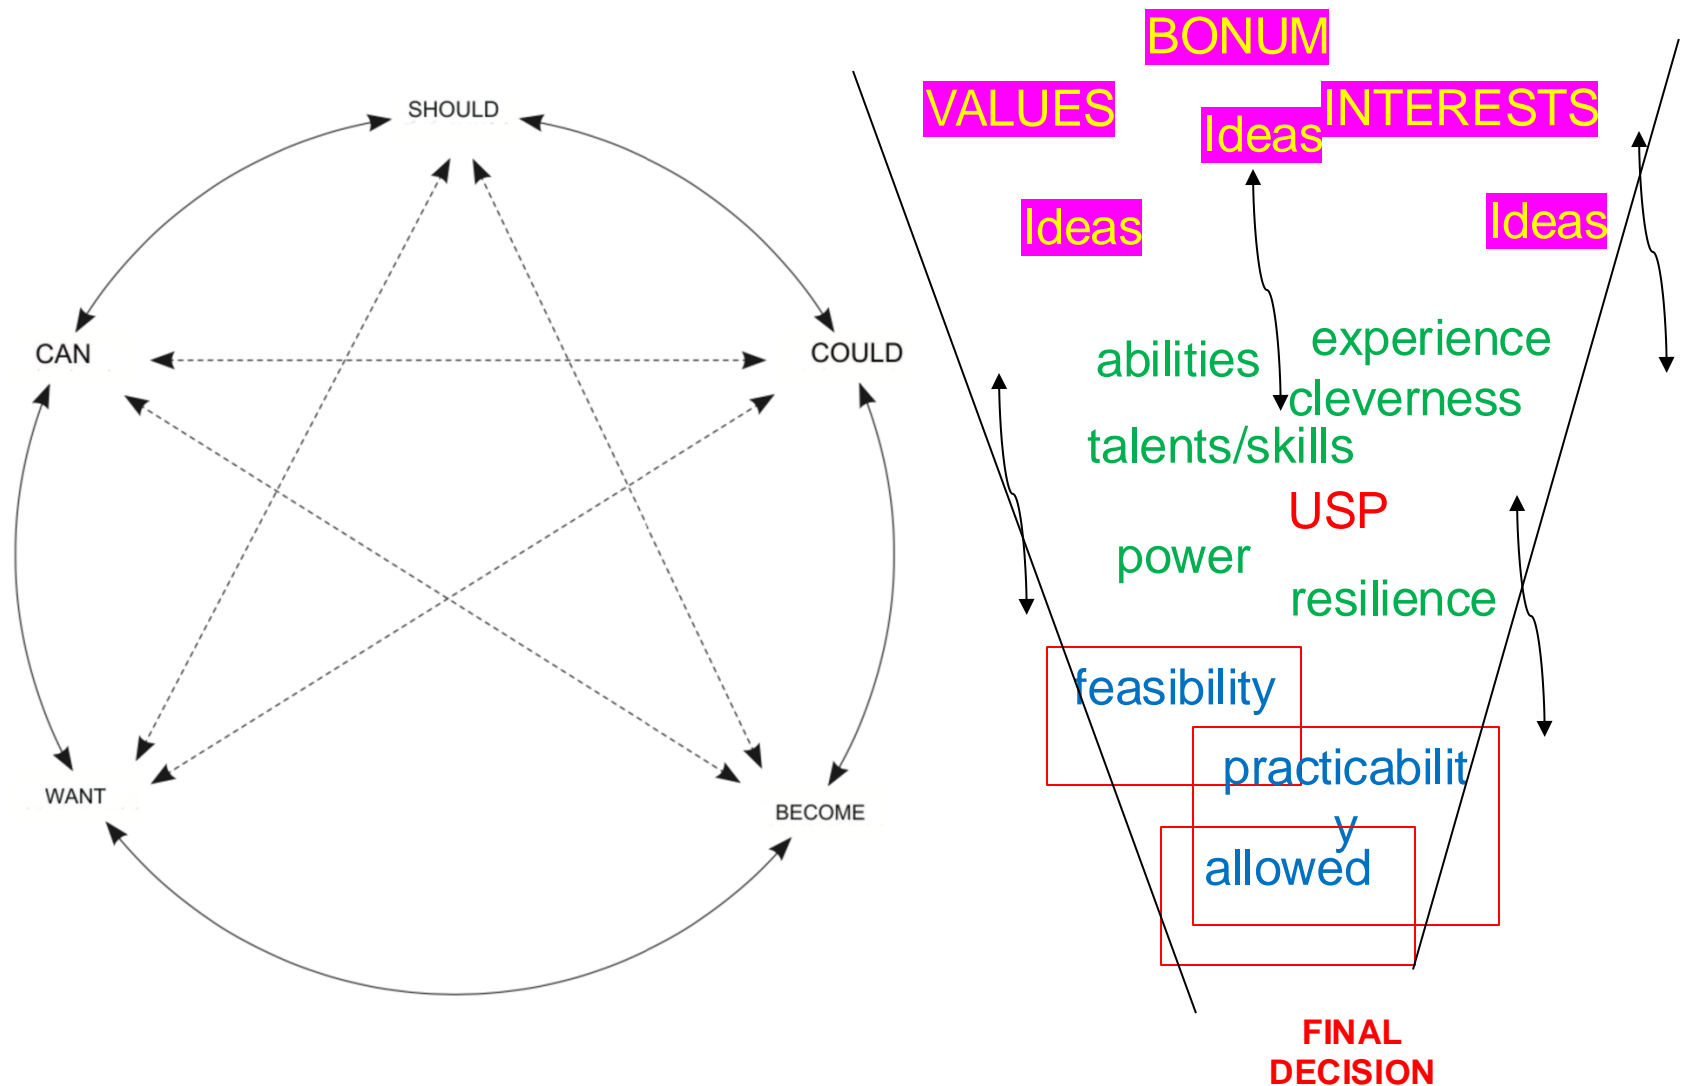 SHOULD
CAN
COULD
WANT
BECOME
BONUM
VALUES
INTERESTS
Ideas
Ideas
Ideas
experience
abilities
cleverness
talents/skills
USP
power
resilience
feasibility
practicabilit
y
allowed
FINAL
DECISION